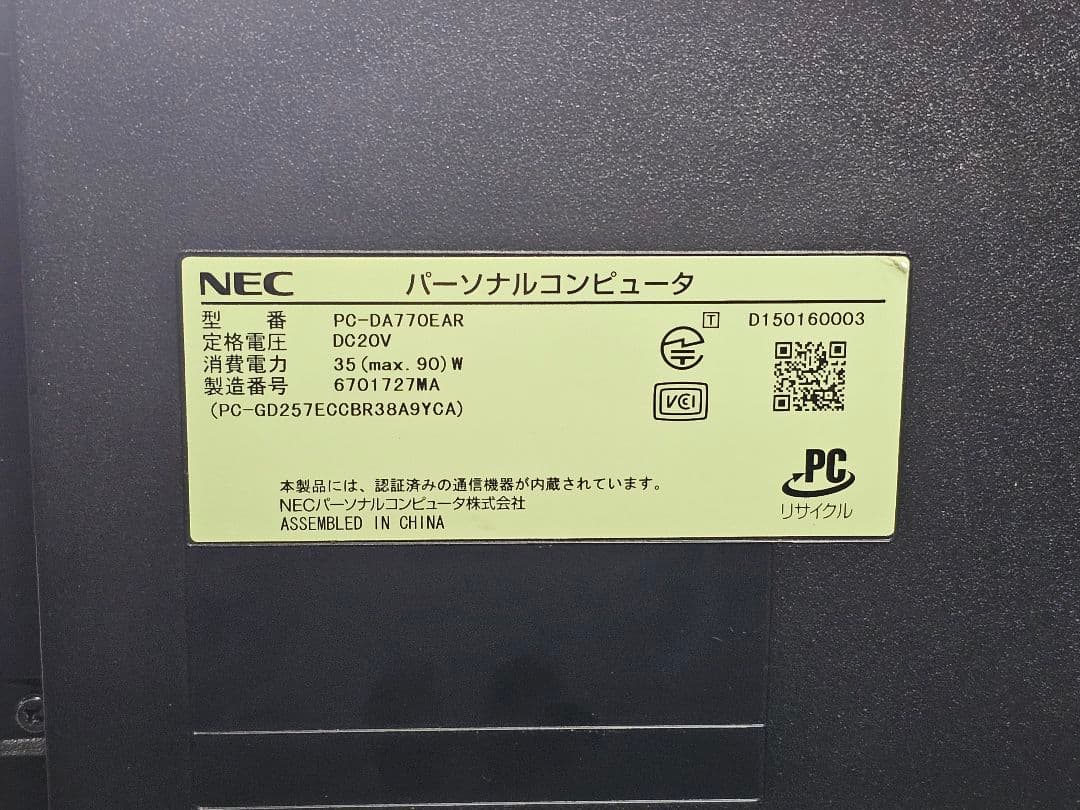 NEC パーソナルコンピュータ
型番 PC-DA770EAR
定格電圧 DC20V
消費電力 35(max.90)W
製造番号 6701727MA
(PC-GD257ECCBR38A9YCA)
T D150160003
VCI
本製品には、認証済みの通信機器が内蔵されています。
NECパーソナルコンピュータ株式会社
ASSEMBLED IN CHINA
PC
リサイクル